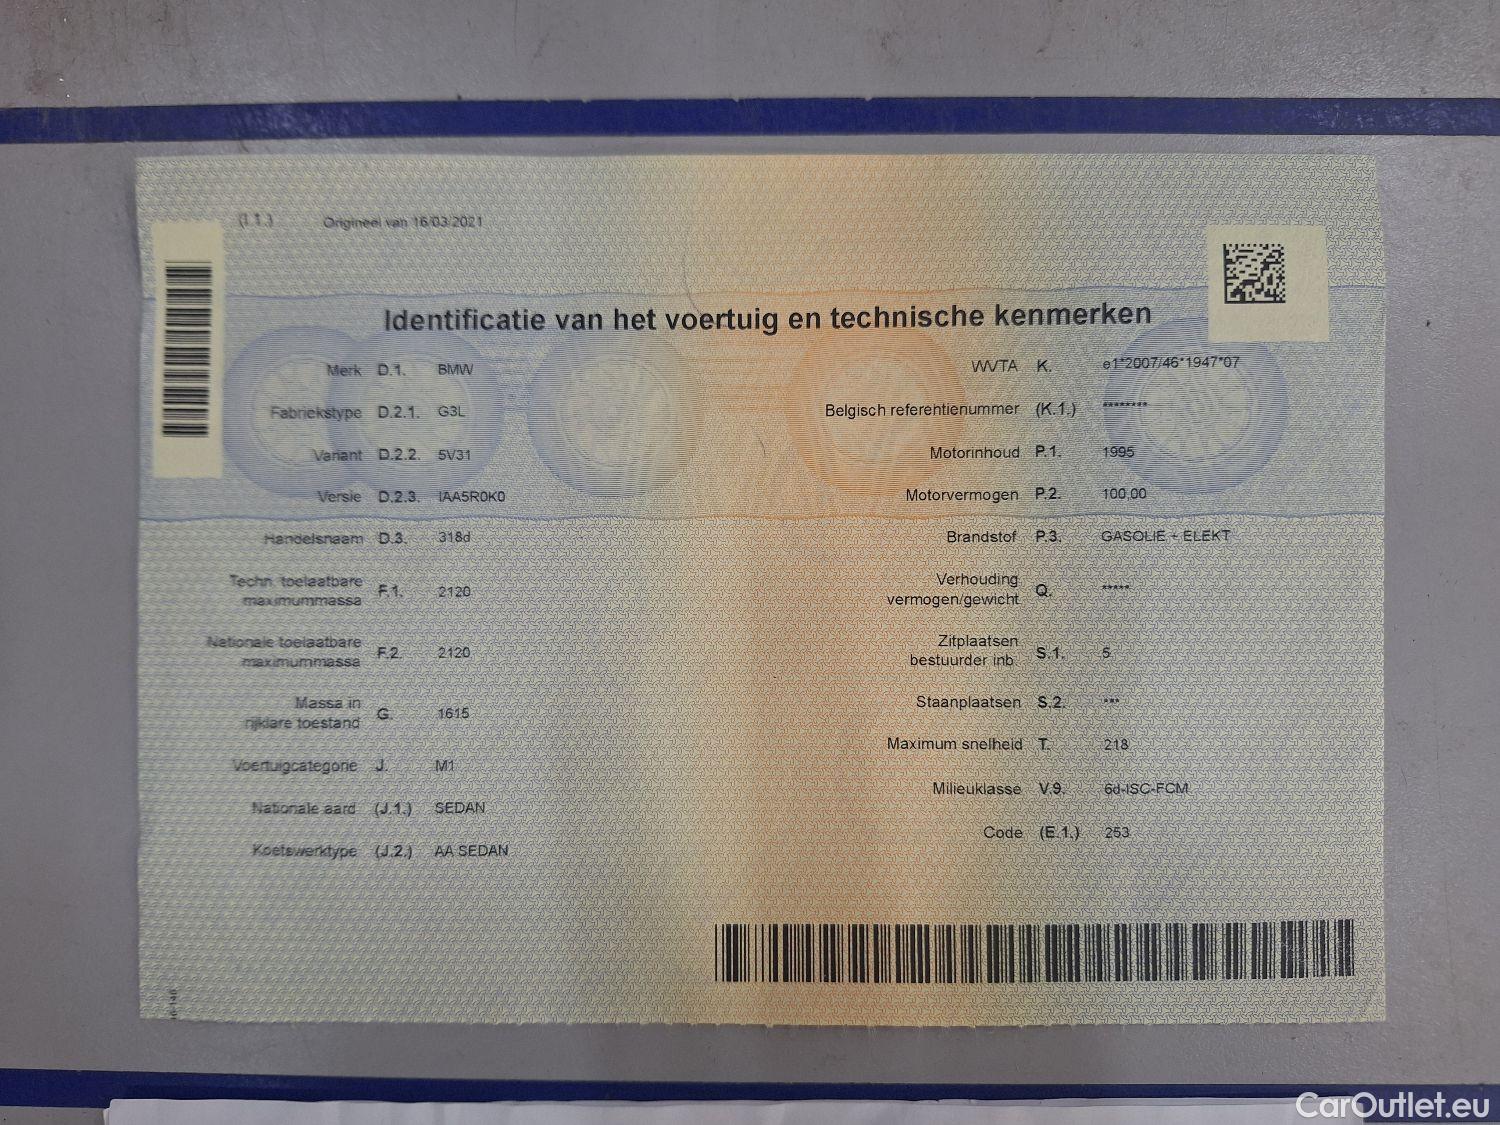 (I.1.) Origineel van 16/03/2021
Identificatie van het voertuig en technische kenmerken
Merk D.1. BMW
Fabriekstype D.2.1. G3L
Variant D.2.2. 5V31
Versie D.2.3. IAA5R0K0
Handelsnaam D.3. 318d
Techn. toelaatbare
maximummassa F.1. 2120
Nationale toelaatbare
maximummassa F.2. 2120
Massa in
rijklare toestand G. 1615
Voertuigcategorie J. M1
Nationale aard (J.1.) SEDAN
Koetswerktype (J.2.) AA SEDAN
WVTA K. e1*2007/46*1947*07
Belgisch referentienummer (K.1.) ********
Motorinhoud P.1. 1995
Motorvermogen P.2. 100,00
Brandstof P.3. GASOLIE + ELEKT
Verhouding
vermogen/gewicht Q. *****
Zitplaatsen
bestuurder inb. S.1. 5
Staanplaatsen S.2. ***
Maximum snelheid T. 218
Milieuklasse V.9. 6d-ISC-FCM
Code (E.1.) 253
CarOutlet.eu